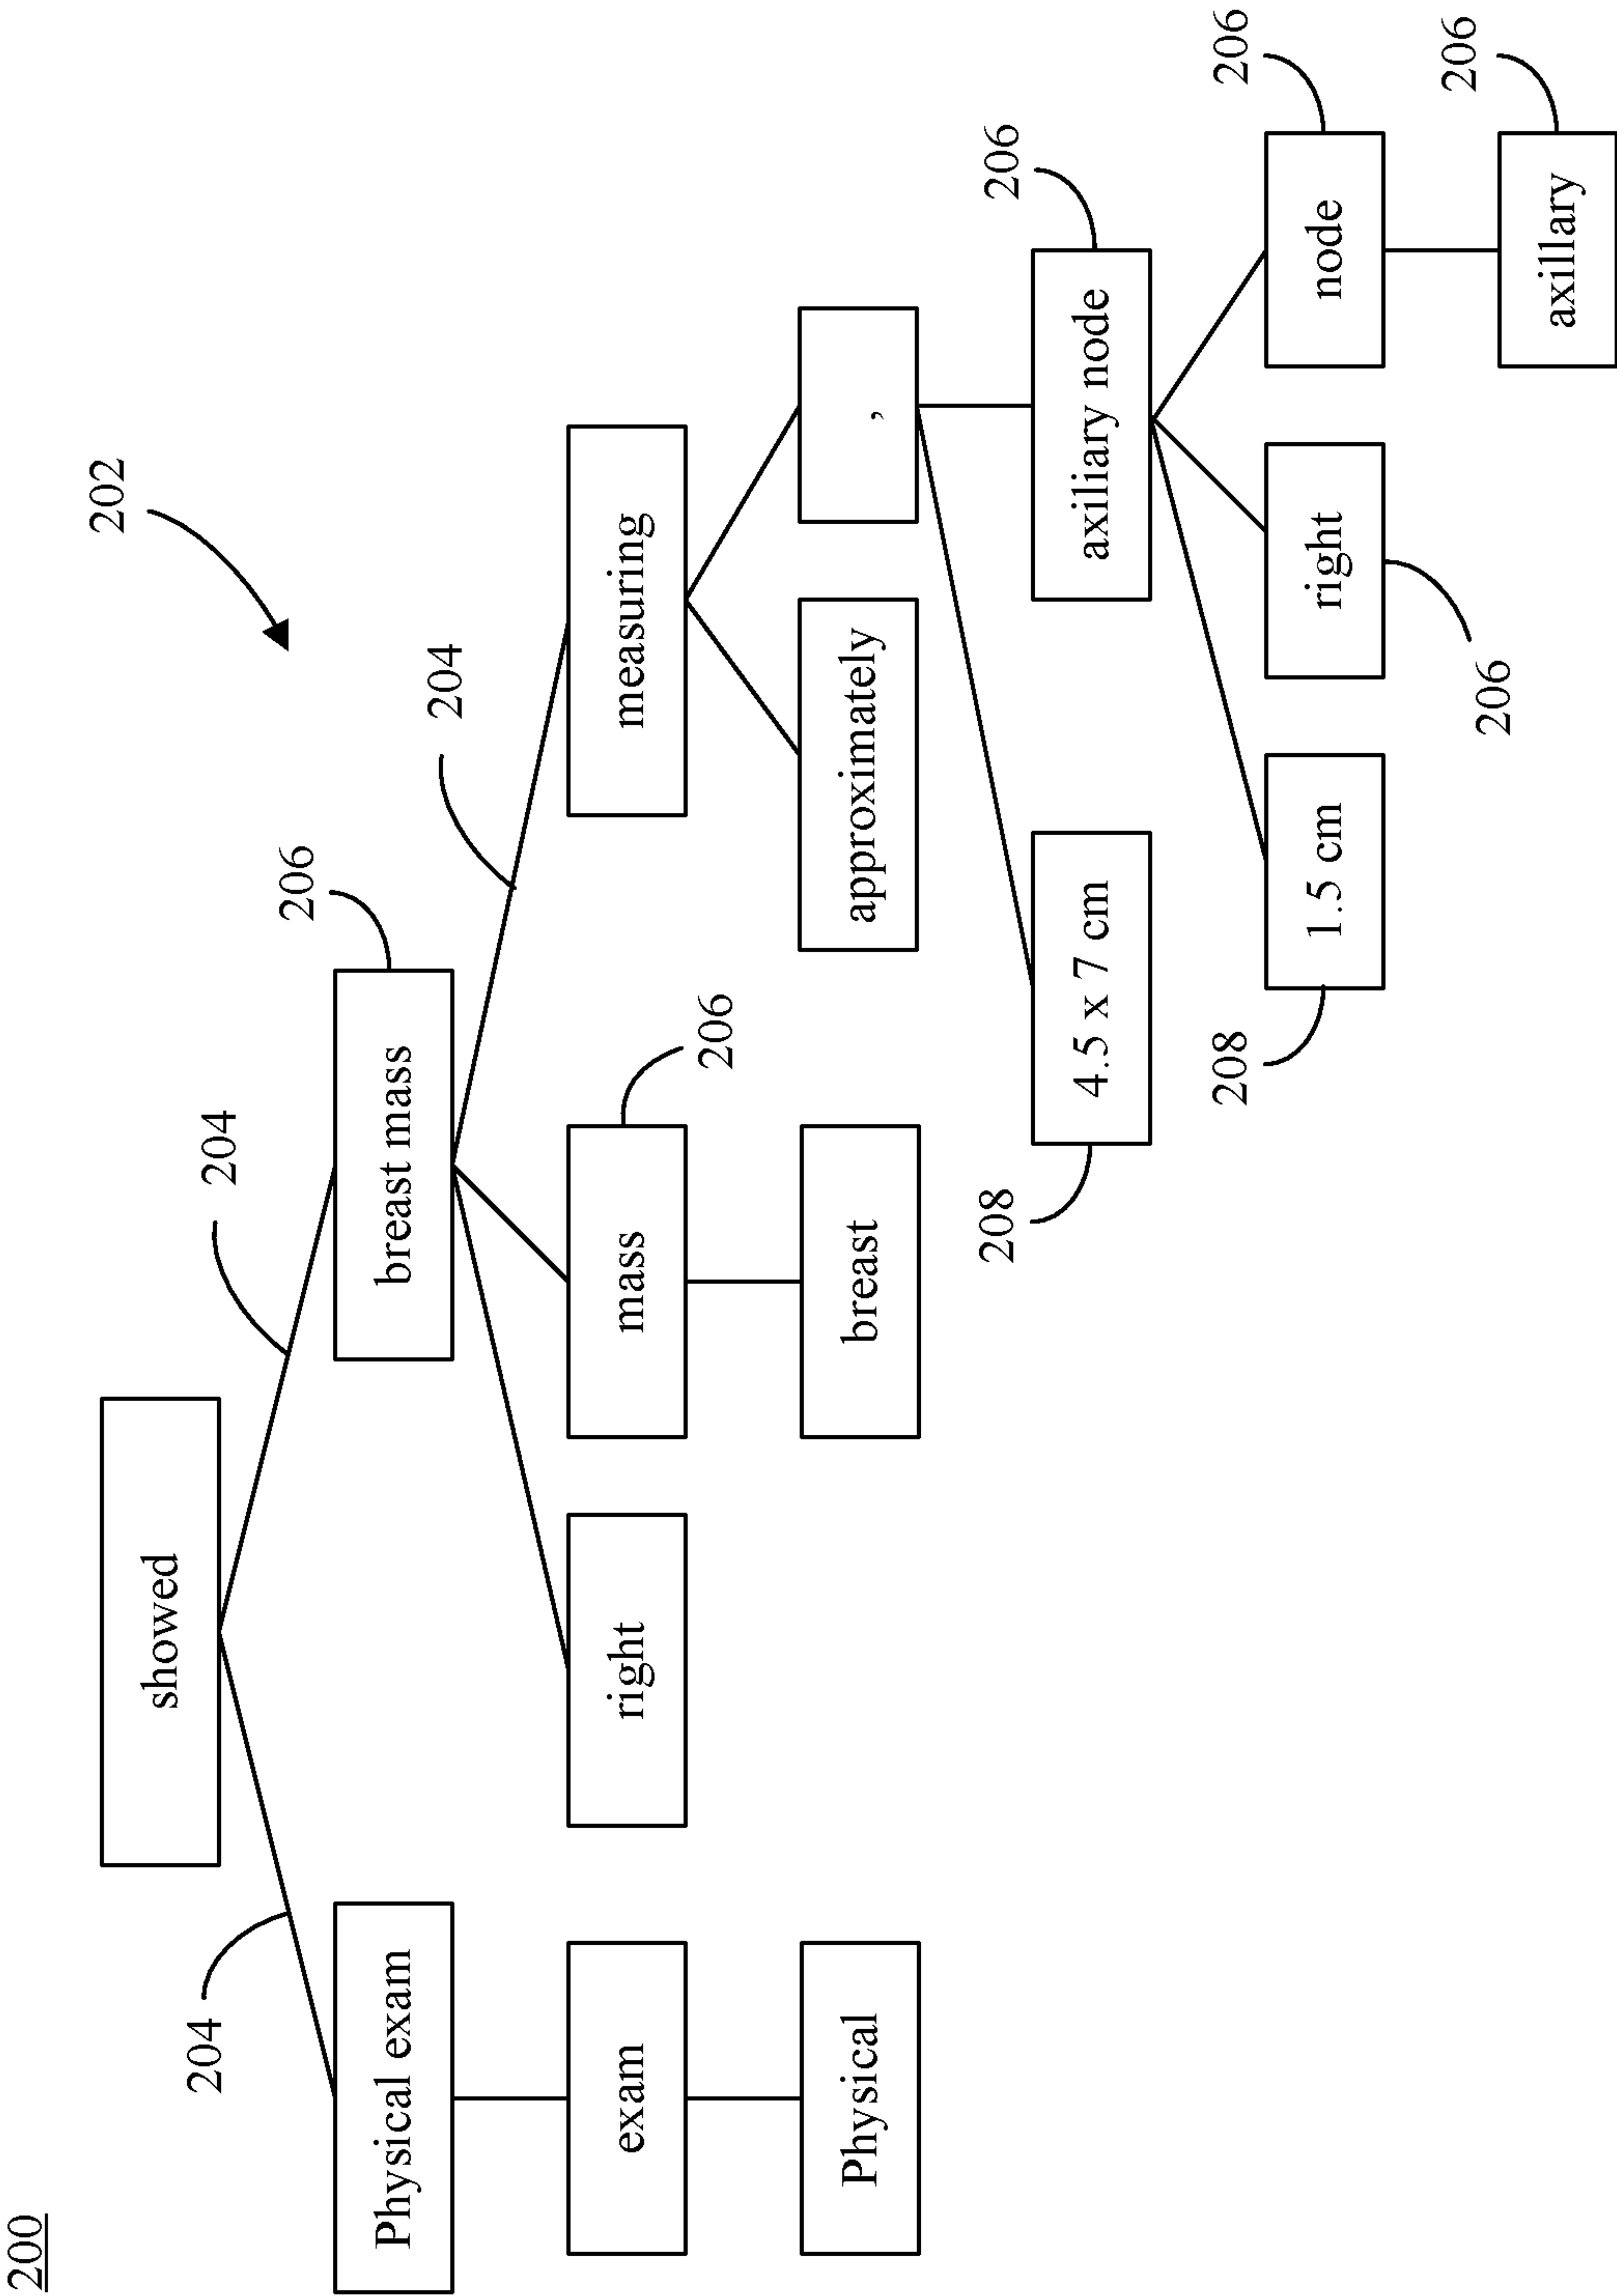 200
202
showed
204
204
206
Physical exam
breast mass
204
exam
right
mass
206
measuring
Physical
breast
approximately
,
206
208
4.5 x 7 cm
axiliary node
206
208
1.5 cm
right
206
node
206
axillary